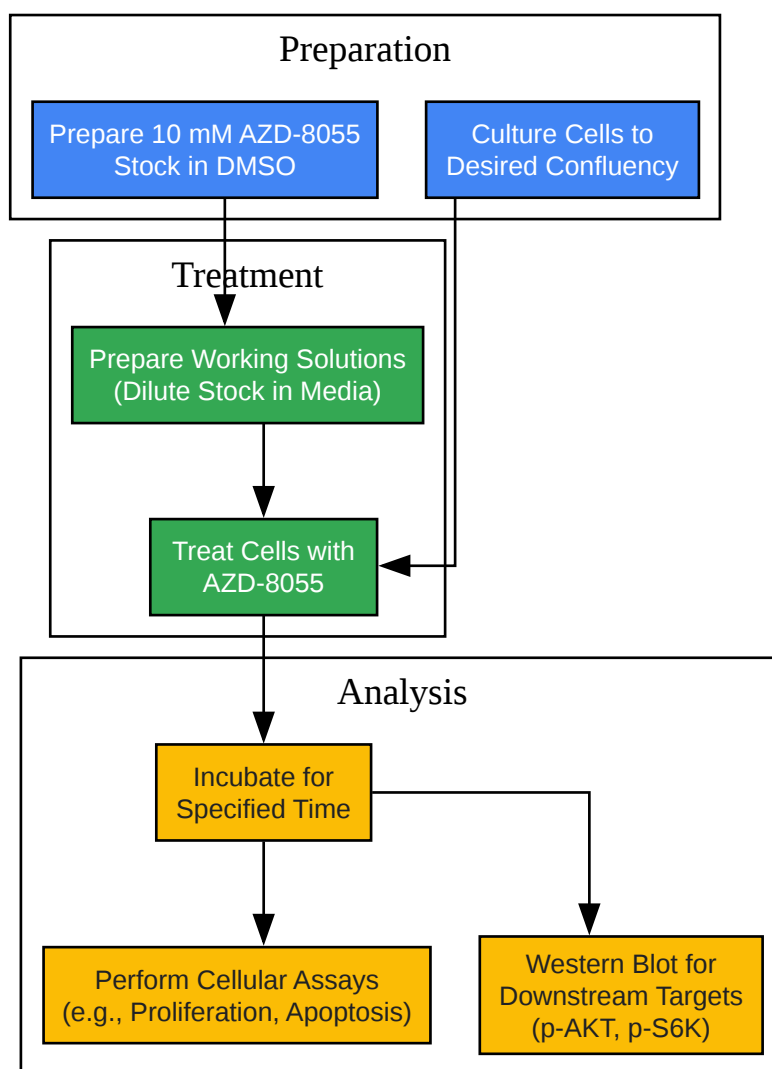 Preparation
Prepare 10 mM AZD-8055
Stock in DMSO
Culture Cells to
Desired Confluency
Treatment
Prepare Working Solutions
(Dilute Stock in Media)
Treat Cells with
AZD-8055
Analysis
Incubate for
Specified Time
Perform Cellular Assays
(e.g., Proliferation, Apoptosis)
Western Blot for
Downstream Targets
(p-AKT, p-S6K)